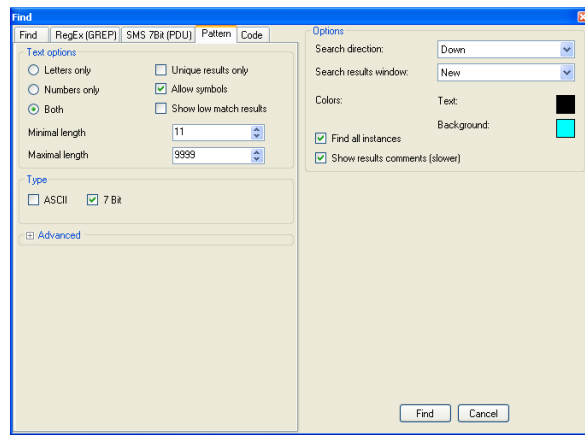 Find
Find RegEx (GREP) SMS 7Bit (PDU) Pattern Code
Text options
Letters only Unique results only
Numbers only Allow symbols
Both Show low match results
Minimal length 11
Maximal length 9999
Type
ASCII 7 Bit
Advanced
Options
Search direction: Down
Search results window: New
Colors: Text:
Background:
Find all instances
Show results comments (slower)
Find Cancel